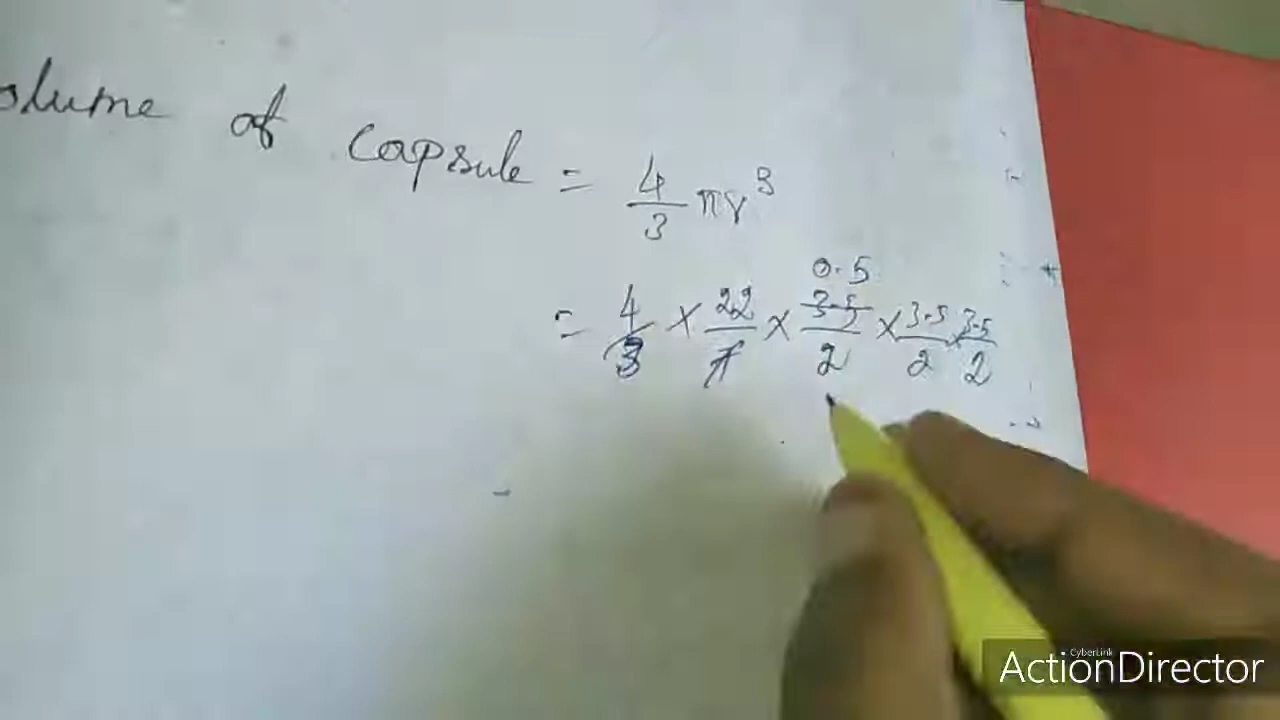 olume of capsule = 4/3 πr³
0.5
= 4/3 × 22/7 × 3.5/2 × 3.5/2 × 3.5/2
CyberLink
ActionDirector